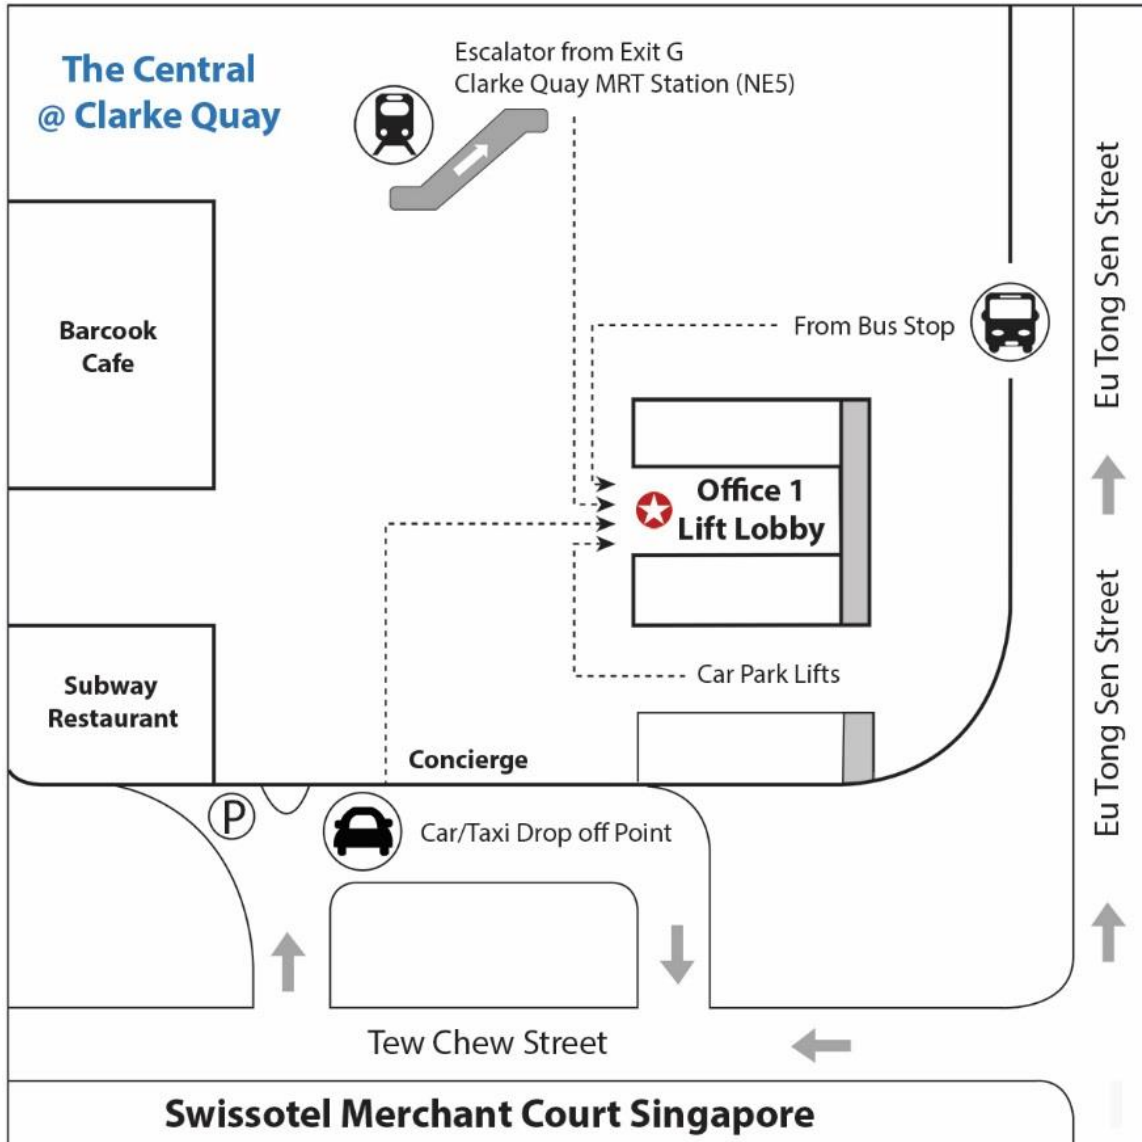 The Central
@ Clarke Quay
Escalator from Exit G
Clarke Quay MRT Station (NE5)
Eu Tong Sen Street
From Bus Stop
Barcook
Cafe
Office 1
Lift Lobby
Eu Tong Sen Street
Car Park Lifts
Subway
Restaurant
Concierge
P
Car/Taxi Drop off Point
Tew Chew Street
Swissotel Merchant Court Singapore